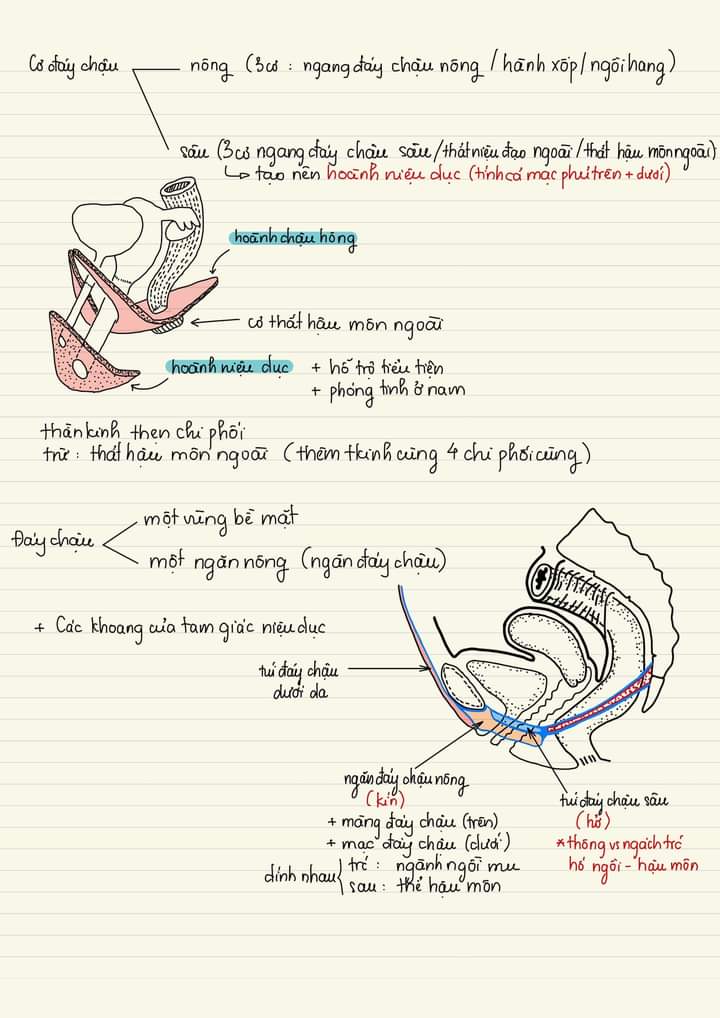 Cơ đáy chậu
nông (3 cơ : ngang đáy chậu nông / hành xốp / ngồi hang)
sâu (3 cơ ngang đáy chậu sâu / thắt niệu đạo ngoài / thắt hậu môn ngoài)
↳ tạo nên hoành niệu dục (tính cả mạc phủ trên + dưới)
hoành chậu hông
cơ thắt hậu môn ngoài
hoành niệu dục + hỗ trợ tiểu tiện
+ phóng tinh ở nam
thần kinh thẹn chi phối
trừ : thắt hậu môn ngoài (thêm tkinh cùng 4 chi phối cùng)
một vùng bề mặt
Đáy chậu
một ngăn nông (ngăn đáy chậu)
+ Các khoang của tam giác niệu dục
túi đáy chậu
dưới da
ngăn đáy chậu nông
(kín)
+ màng đáy chậu (trên)
+ mạc đáy chậu (dưới)
dính nhau { trc : ngành ngồi mu
sau : thể hậu môn
túi đáy chậu sâu
(hở)
* thông vs ngách trc
hố ngồi - hậu môn